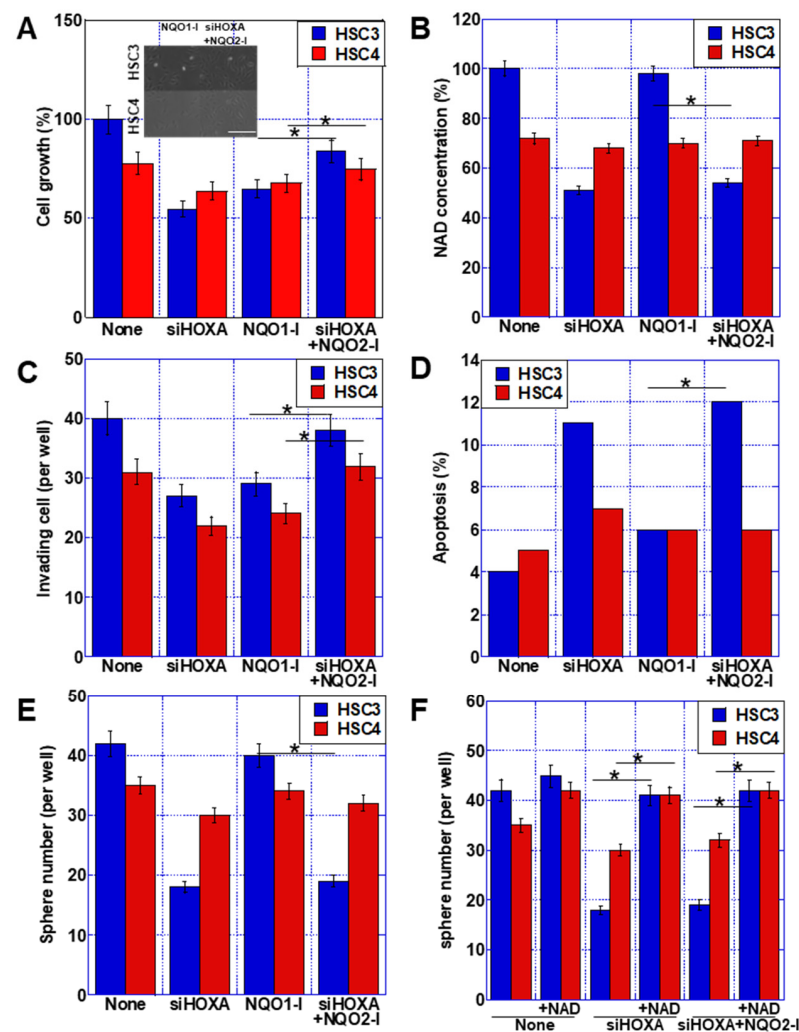 A
Cell growth (%)
150
100
50
0
NQO1-I siHOXA
+NQO2-I
HSC3
HSC4
HSC3
HSC4
*
*
None siHOXA NQO1-I siHOXA
+NQO2-I
B
NAD concentration (%)
120
100
80
60
40
20
0
HSC3
HSC4
*
None siHOXA NQO1-I siHOXA
+NQO2-I
C
Invading cell (per well)
50
40
30
20
10
0
HSC3
HSC4
*
*
None siHOXA NQO1-I siHOXA
+NQO2-I
D
Apoptosis (%)
14
12
10
8
6
4
2
0
HSC3
HSC4
*
None siHOXA NQO1-I siHOXA
+NQO2-I
E
Sphere number (per well)
50
40
30
20
10
0
HSC3
HSC4
*
None siHOXA NQO1-I siHOXA
+NQO2-I
F
sphere number (per well)
60
50
40
30
20
10
0
HSC3
HSC4
*
*
*
*
+NAD +NAD +NAD
None siHOXA siHOXA+NQO2-I